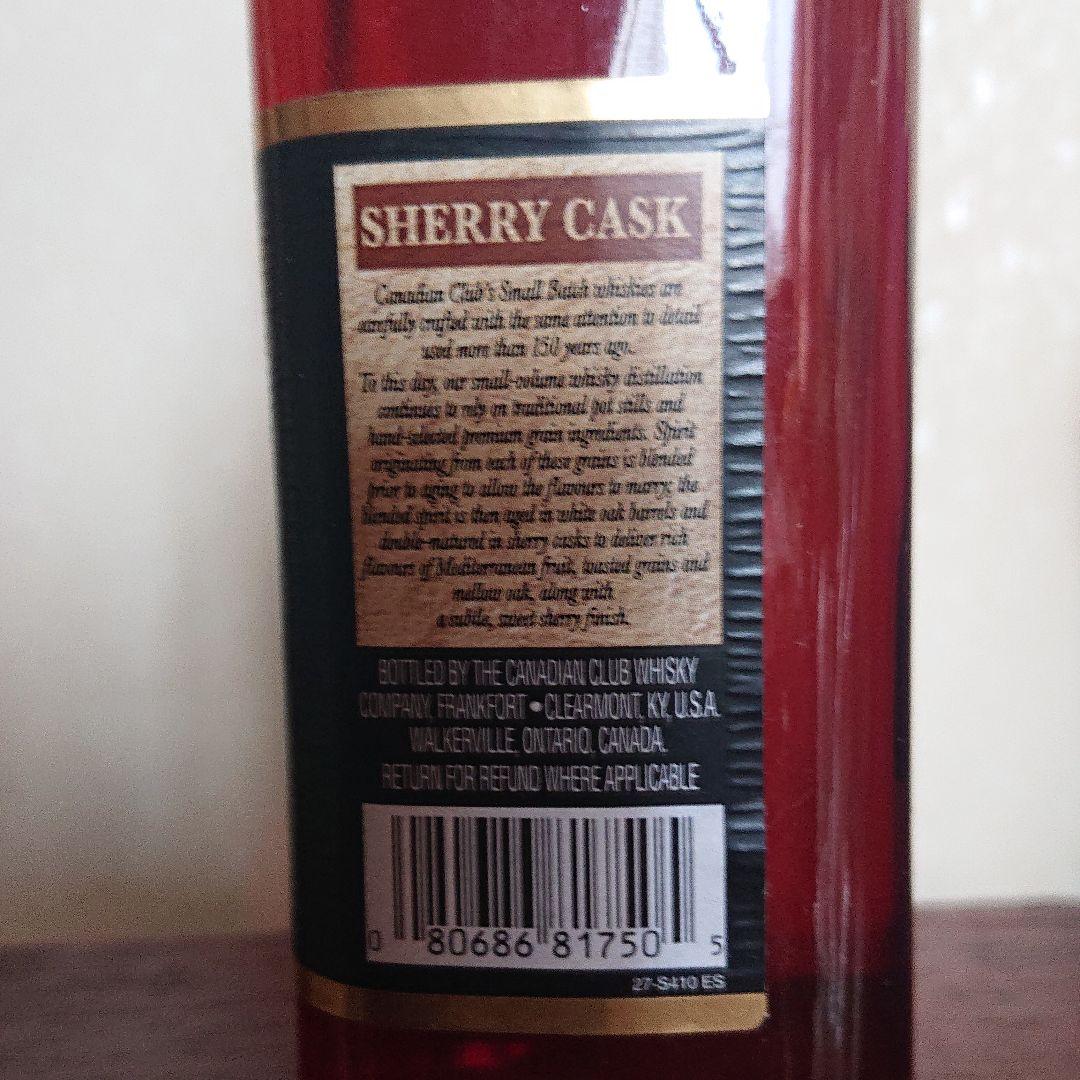 SHERRY CASK
Canadian Club's Small Batch whiskies are
carefully crafted with the same attention to detail
used more than 150 years ago.
To this day, our small-volume whisky distillation
continues to rely on traditional pot stills and
hand-selected premium grain ingredients. Spirit
originating from each of these grains is blended
prior to aging to allow the flavours to marry; the
blended spirit is then aged in white oak barrels and
double-matured in sherry casks to deliver rich
flavours of Mediterranean fruit, toasted grains and
mellow oak, along with
a subtle, sweet sherry finish.
BOTTLED BY THE CANADIAN CLUB WHISKY
COMPANY, FRANKFORT • CLEARMONT, KY, U.S.A.
WALKERVILLE, ONTARIO, CANADA.
RETURN FOR REFUND WHERE APPLICABLE
0 80686 81750 5
27-S410 ES